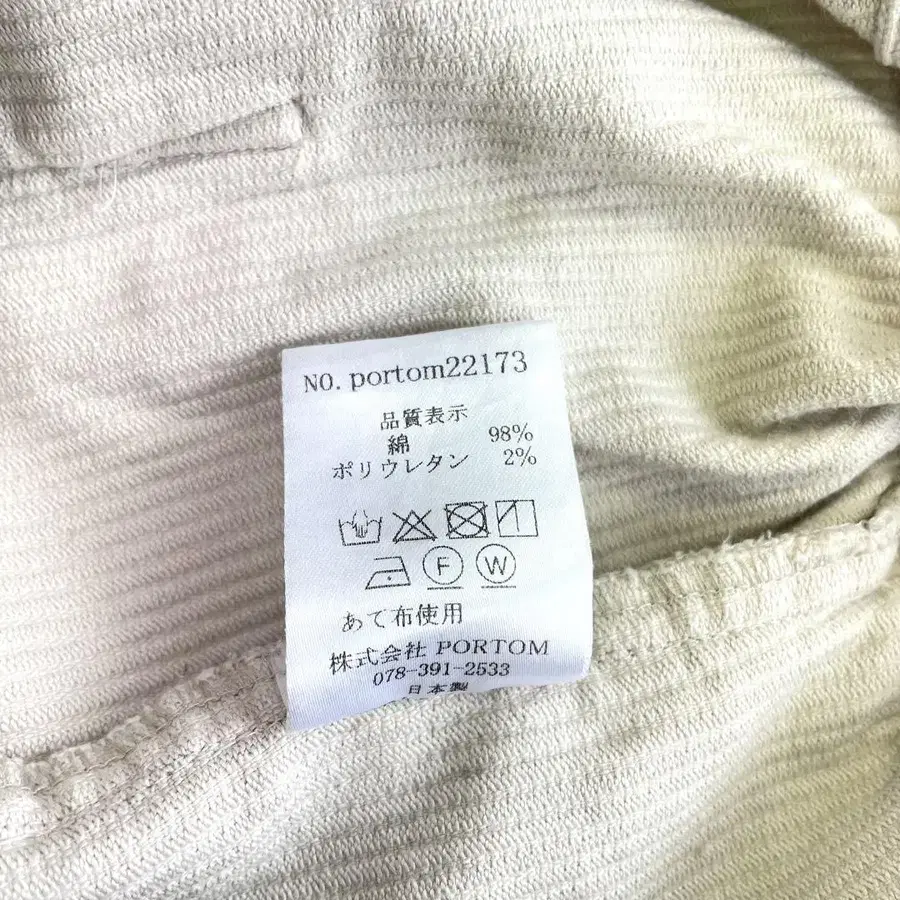 NO. portom22173
品質表示
綿 98%
ポリウレタン 2%
F W
あて布使用
株式会社 PORTOM
078-391-2533
日本製